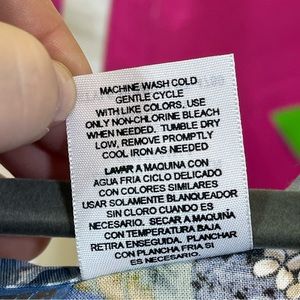 MACHINE WASH COLD
GENTLE CYCLE
WITH LIKE COLORS, USE
ONLY NON-CHLORINE BLEACH
WHEN NEEDED. TUMBLE DRY
LOW, REMOVE PROMPTLY
COOL IRON AS NEEDED
LAVAR A MAQUINA CON
AGUA FRIA CICLO DELICADO
CON COLORES SIMILARES
USAR SOLAMENTE BLANQUEADOR
SIN CLORO CUANDO ES
NECESARIO. SECAR A MAQUIÑA
CON TEMPERATURA BAJA
RETIRA ENSEGUIDA. PLANCHAR
CON PLANCHA FRIA SI
ES NECESARIO.